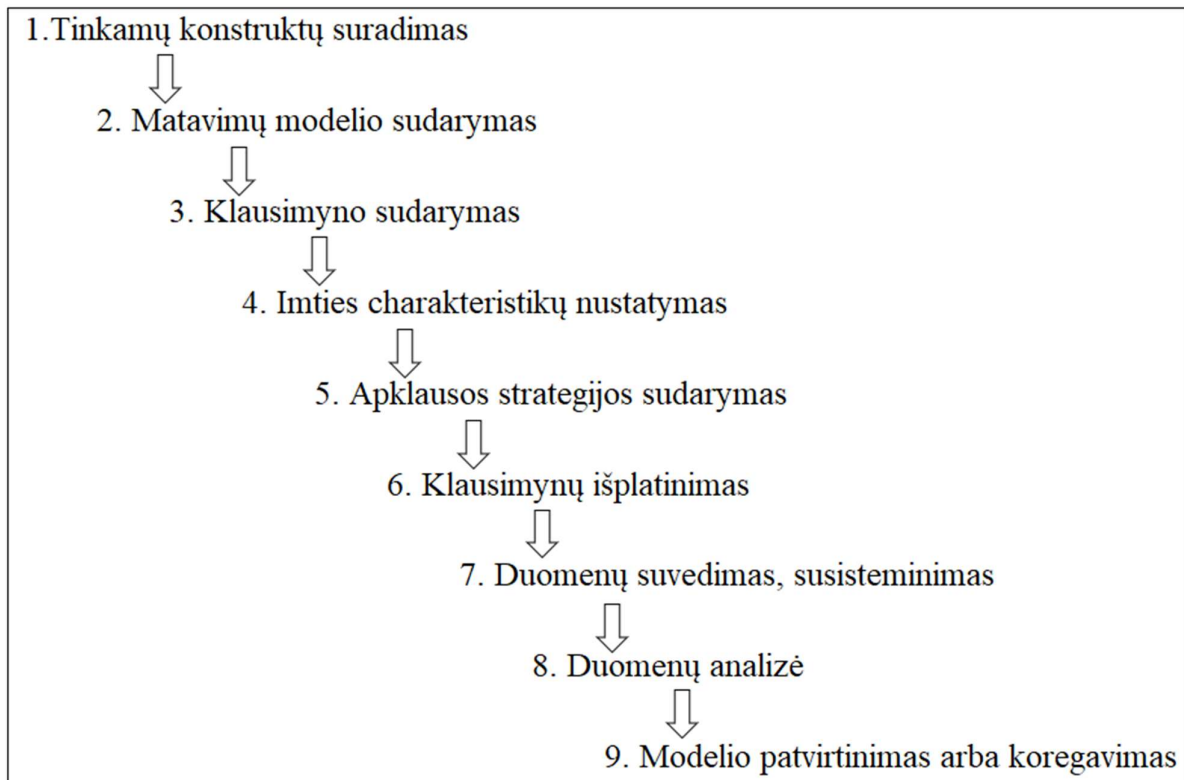 1.Tinkamų konstruktų suradimas
2. Matavimų modelio sudarymas
3. Klausimyno sudarymas
4. Imties charakteristikų nustatymas
5. Apklausos strategijos sudarymas
6. Klausimynų išplatinimas
7. Duomenų suvedimas, susisteminimas
8. Duomenų analizė
9. Modelio patvirtinimas arba koregavimas